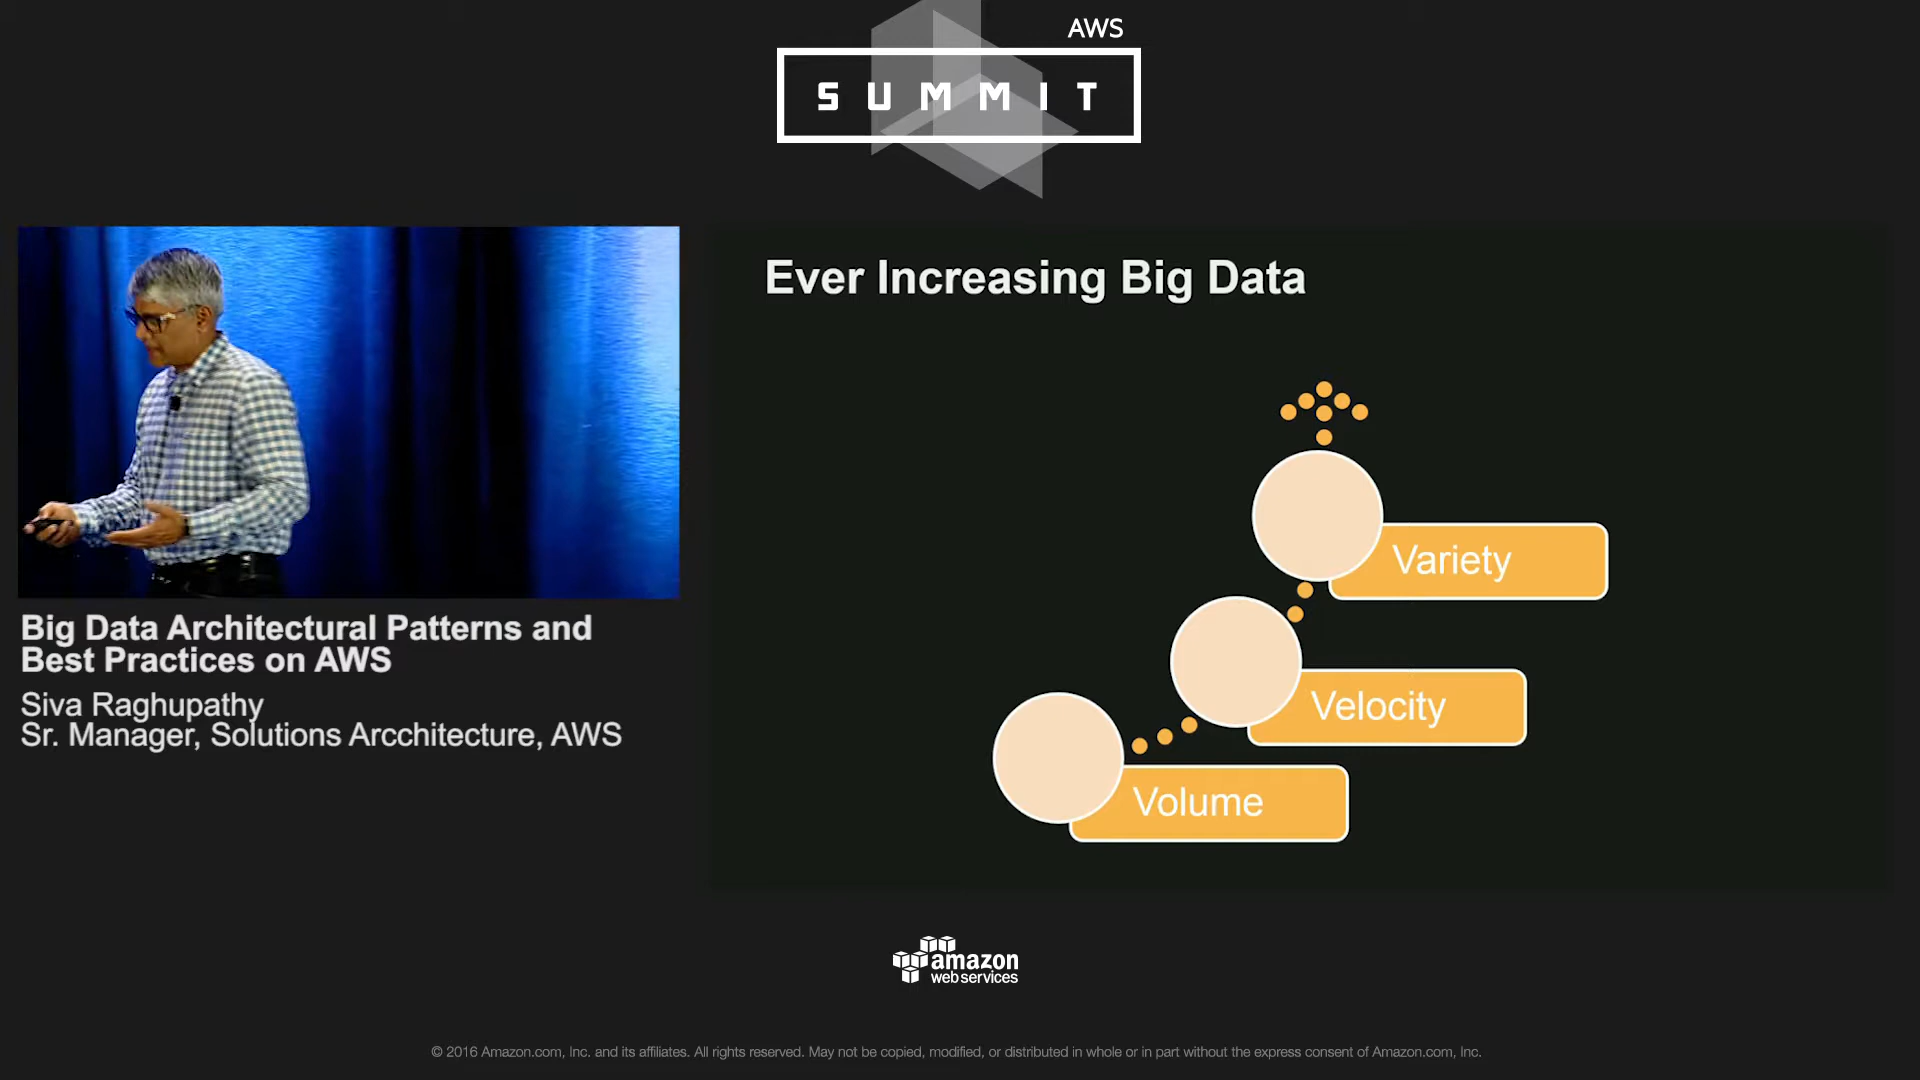 AWS
SUMMIT
Ever Increasing Big Data
Variety
Velocity
Volume
Big Data Architectural Patterns and
Best Practices on AWS
Siva Raghupathy
Sr. Manager, Solutions Arcchitecture, AWS
amazon
webservices
© 2016 Amazon.com, Inc. and its affiliates. All rights reserved. May not be copied, modified, or distributed in whole or in part without the express consent of Amazon.com, Inc.